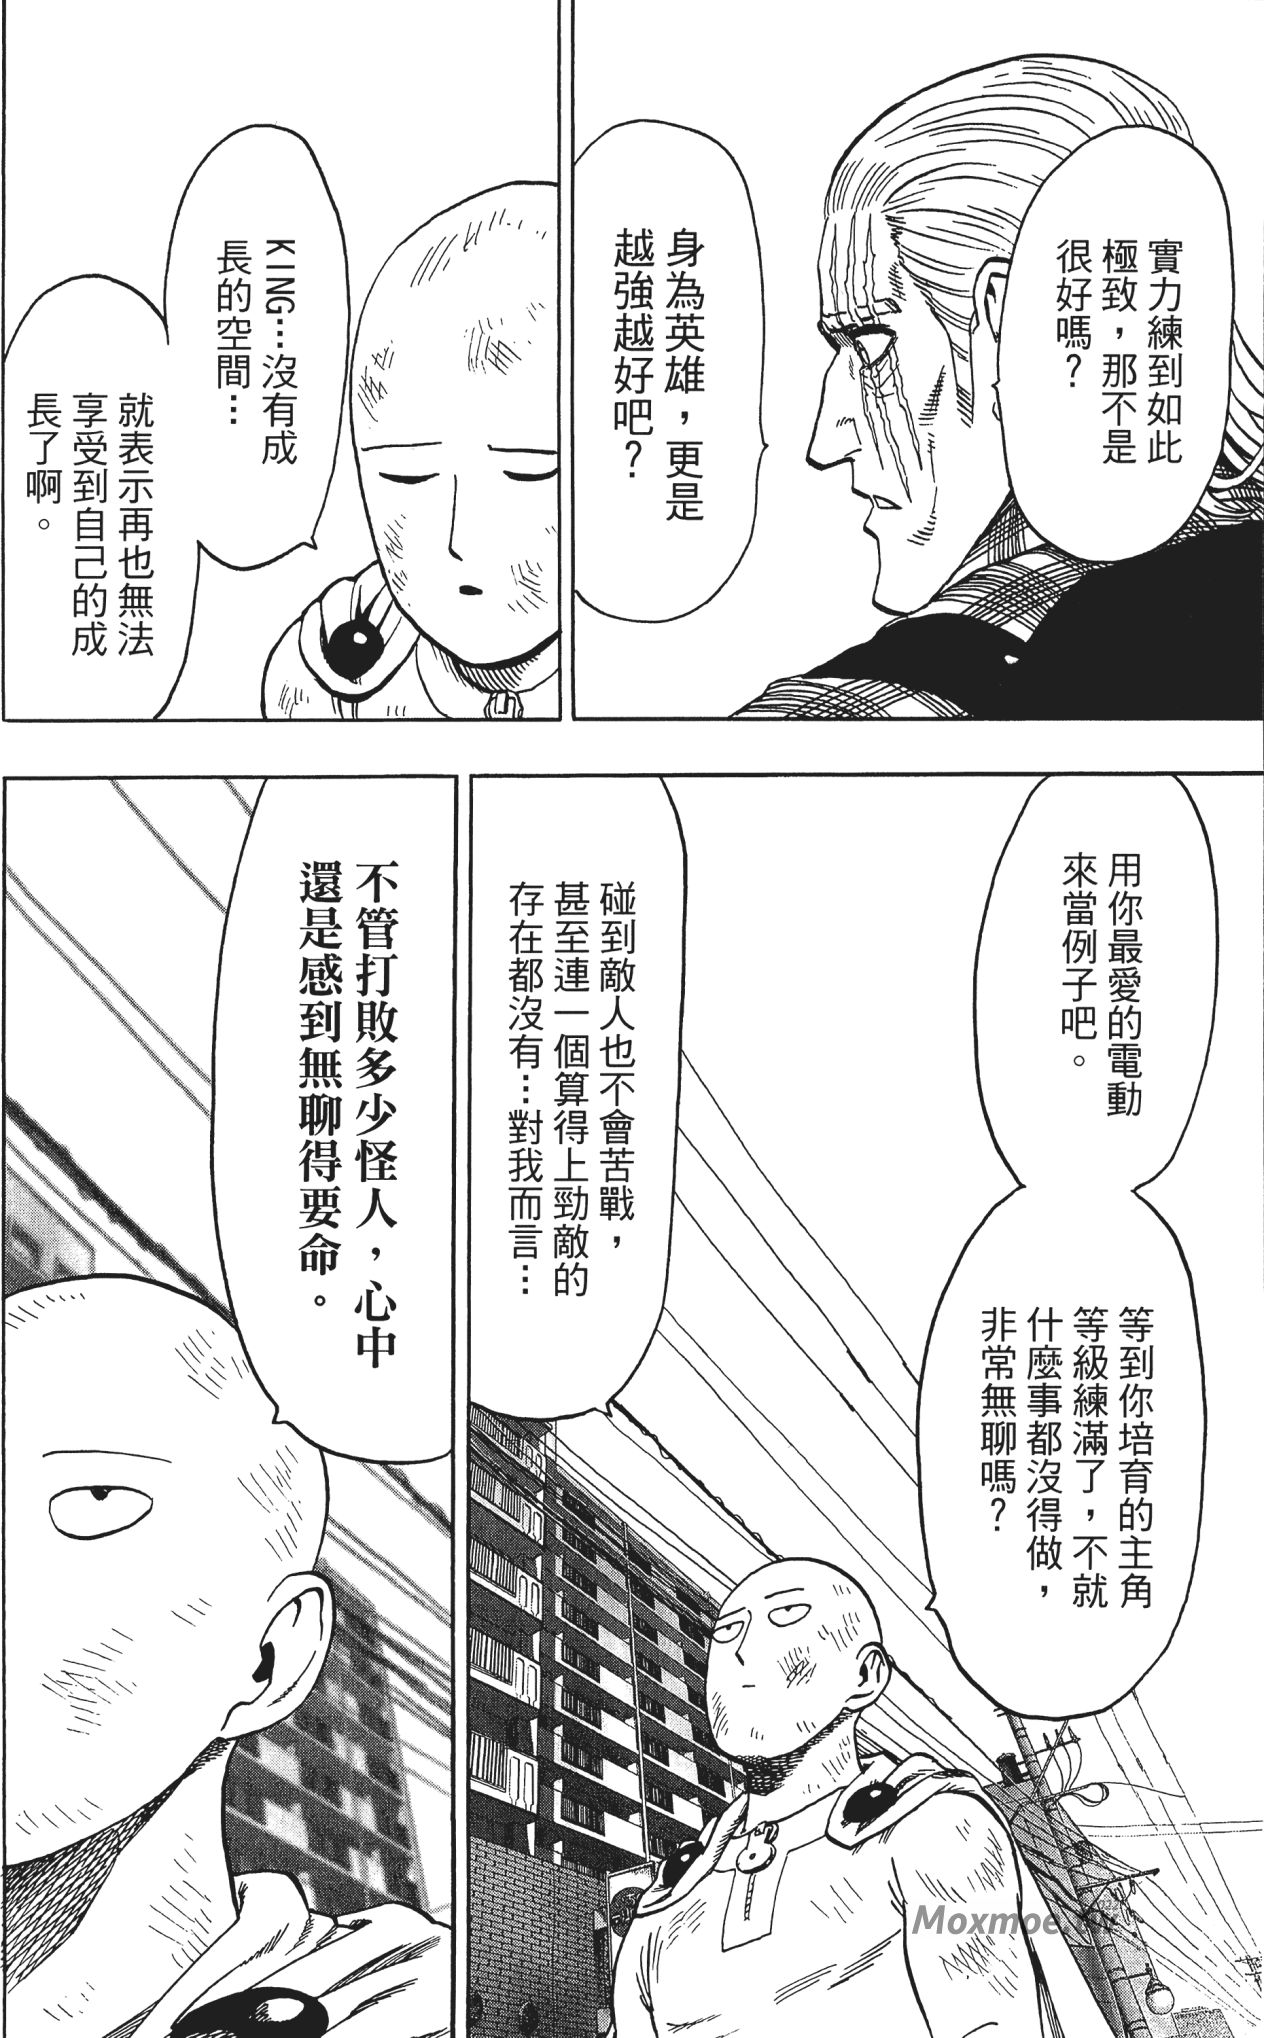 實力練到如此
極致，那不是
很好嗎？
身為英雄，更是
越強越好吧？
KING…沒有成
長的空間…
就表示再也無法
享受到自己的成
長了啊。
用你最愛的電動
來當例子吧。
等到你培育的主角
等級練滿了，不就
什麼事都沒得做，
非常無聊嗎？
碰到敵人也不會苦戰，
甚至連一個算得上勁敵的
存在都沒有…對我而言…
不管打敗多少怪人，心中
還是感到無聊得要命。